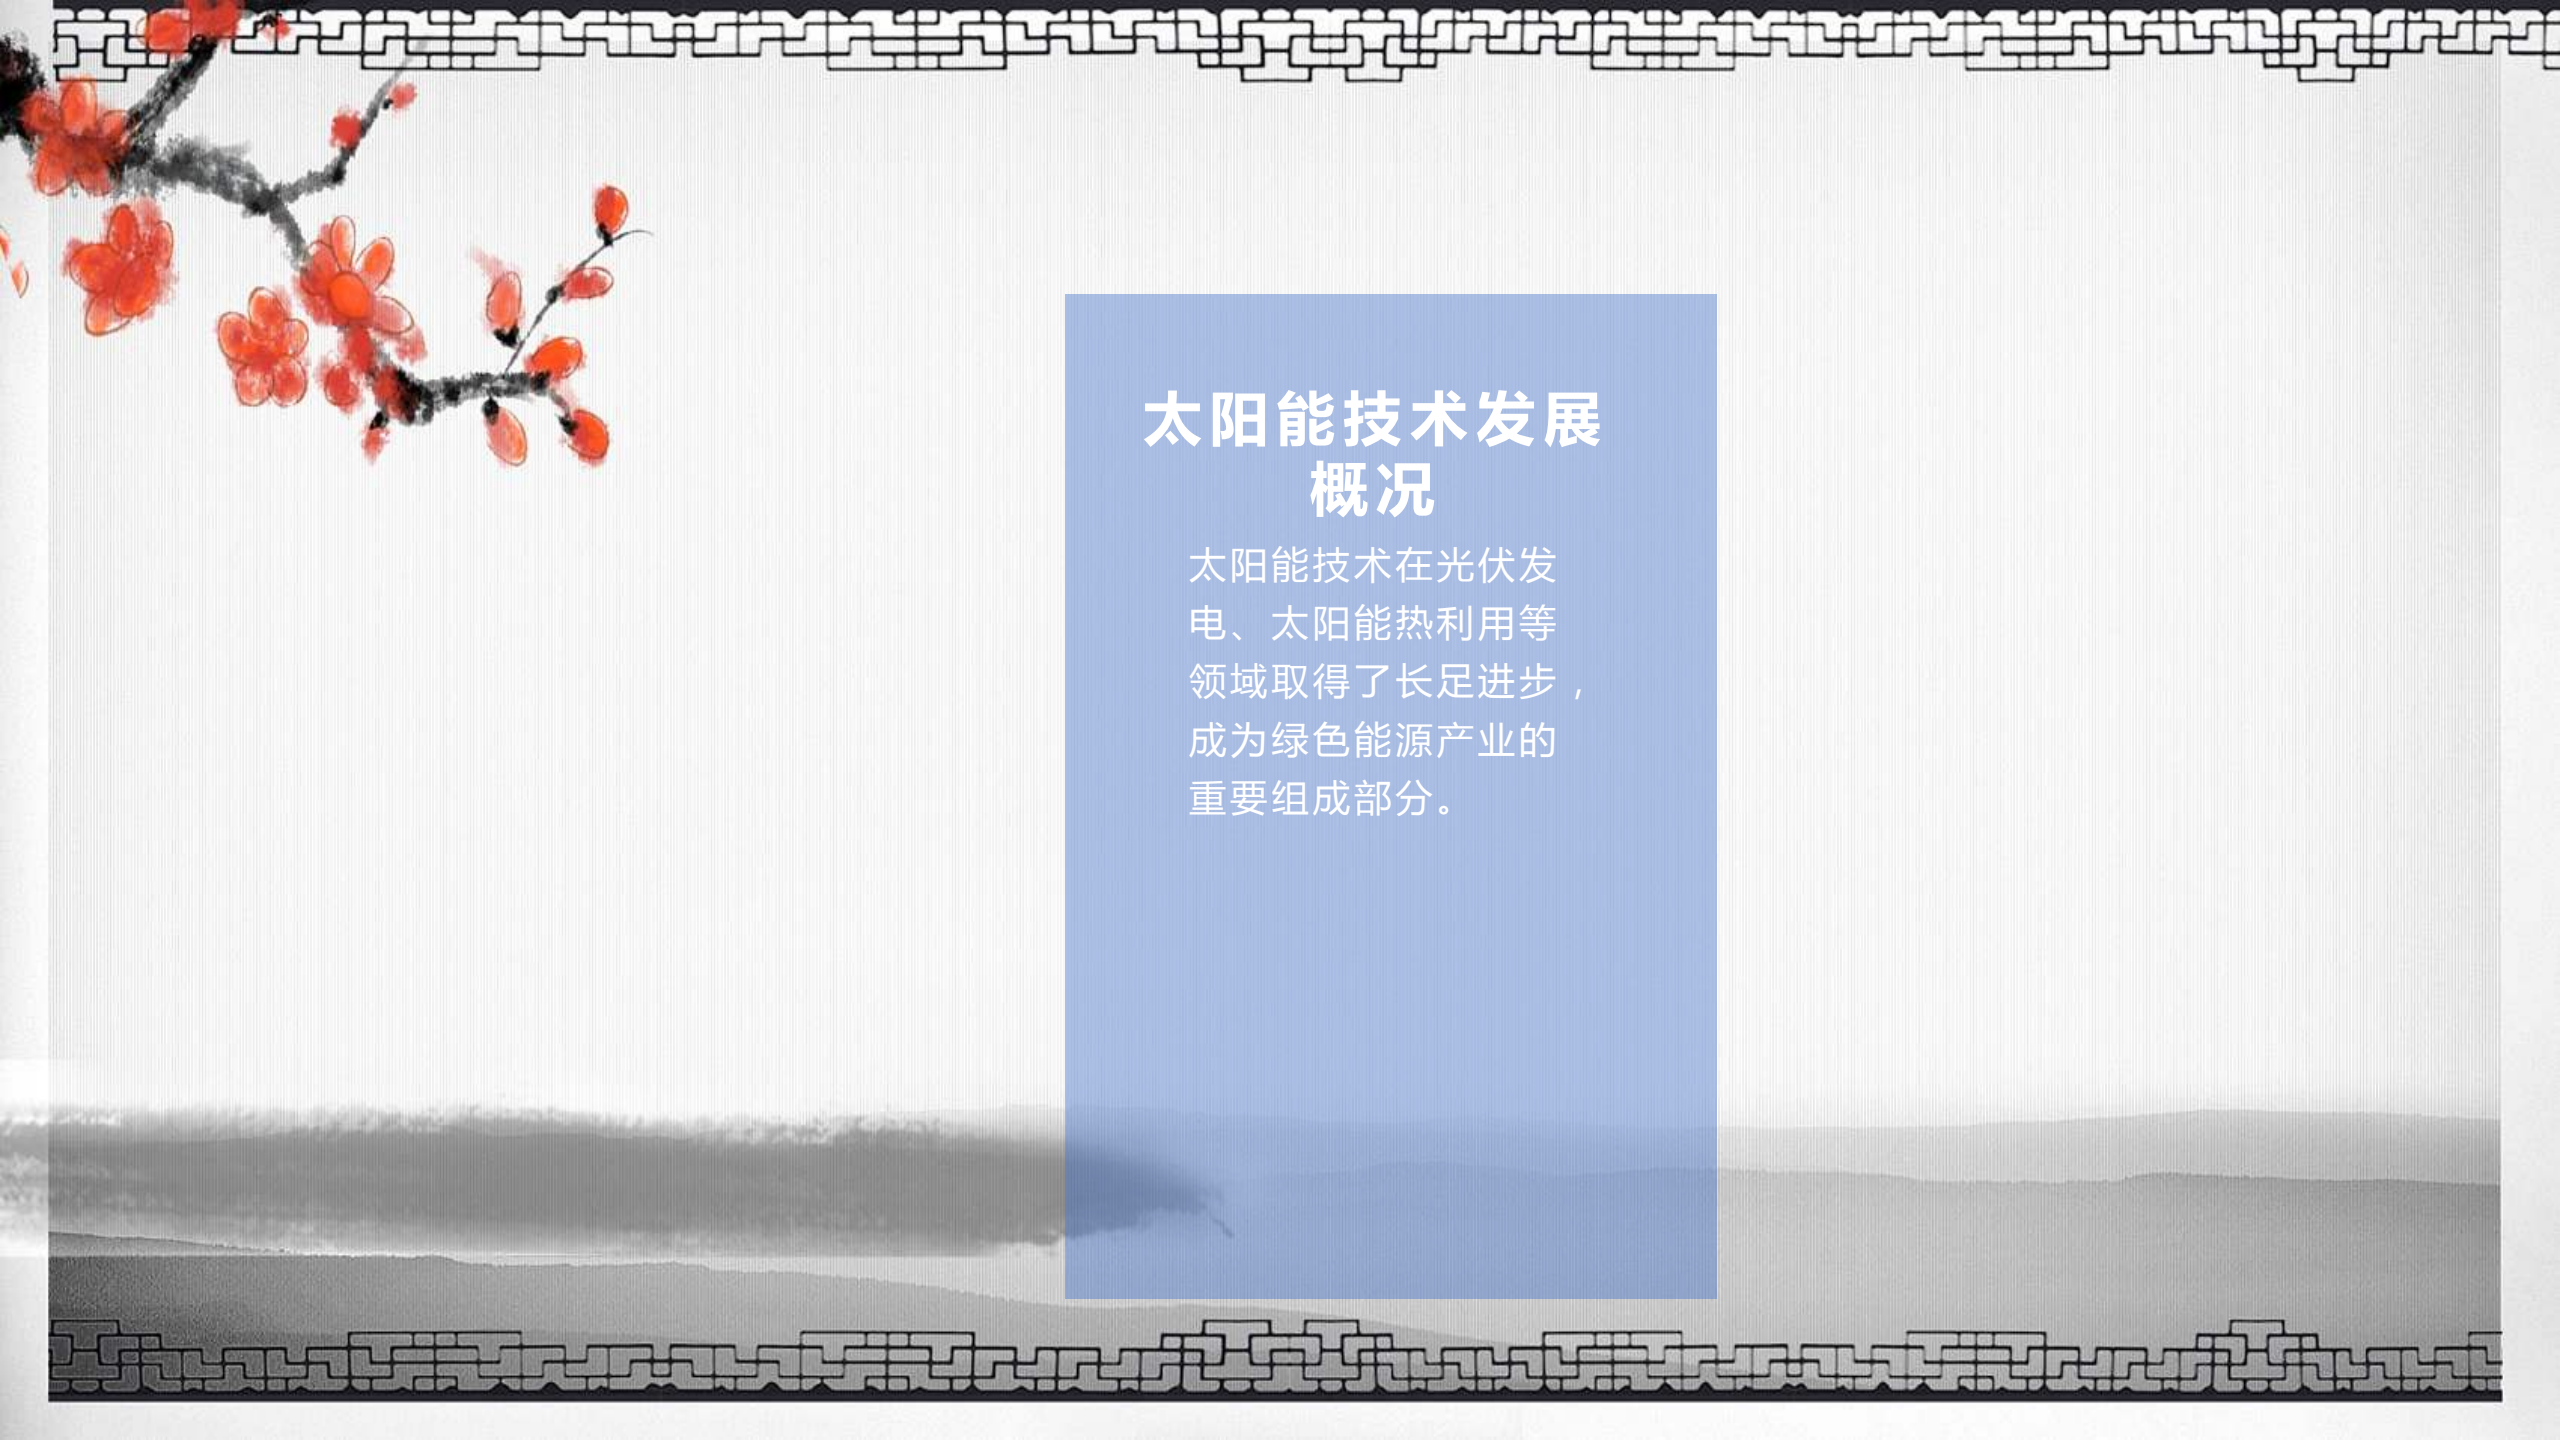 太阳能技术发展
概况
太阳能技术在光伏发
电、太阳能热利用等
领域取得了长足进步，
成为绿色能源产业的
重要组成部分。